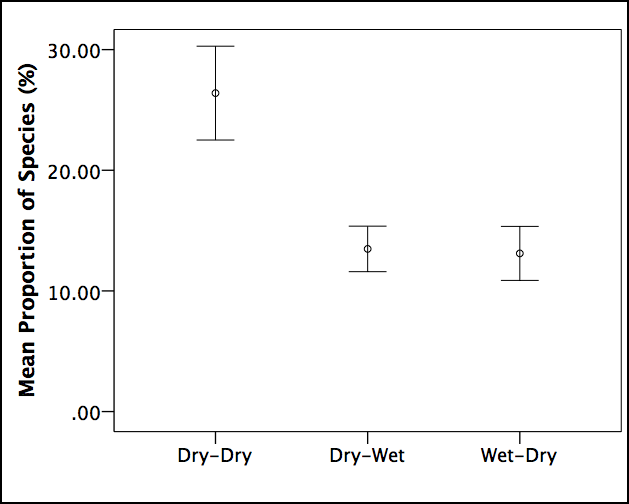 Mean Proportion of Species (%)
30.00
20.00
10.00
.00
Dry-Dry
Dry-Wet
Wet-Dry